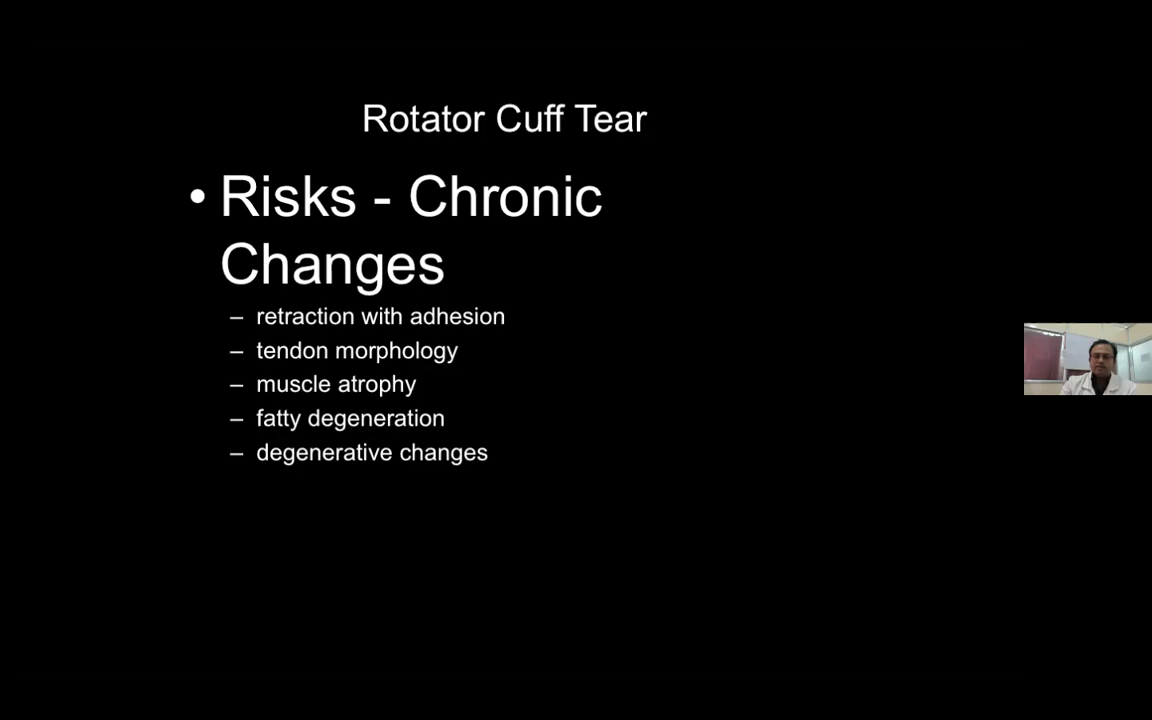 Rotator Cuff Tear
• Risks - Chronic
Changes
– retraction with adhesion
– tendon morphology
– muscle atrophy
– fatty degeneration
– degenerative changes